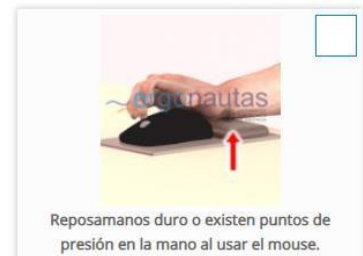 ergonautas
Reposamanos duro o existen puntos de
presión en la mano al usar el mouse.